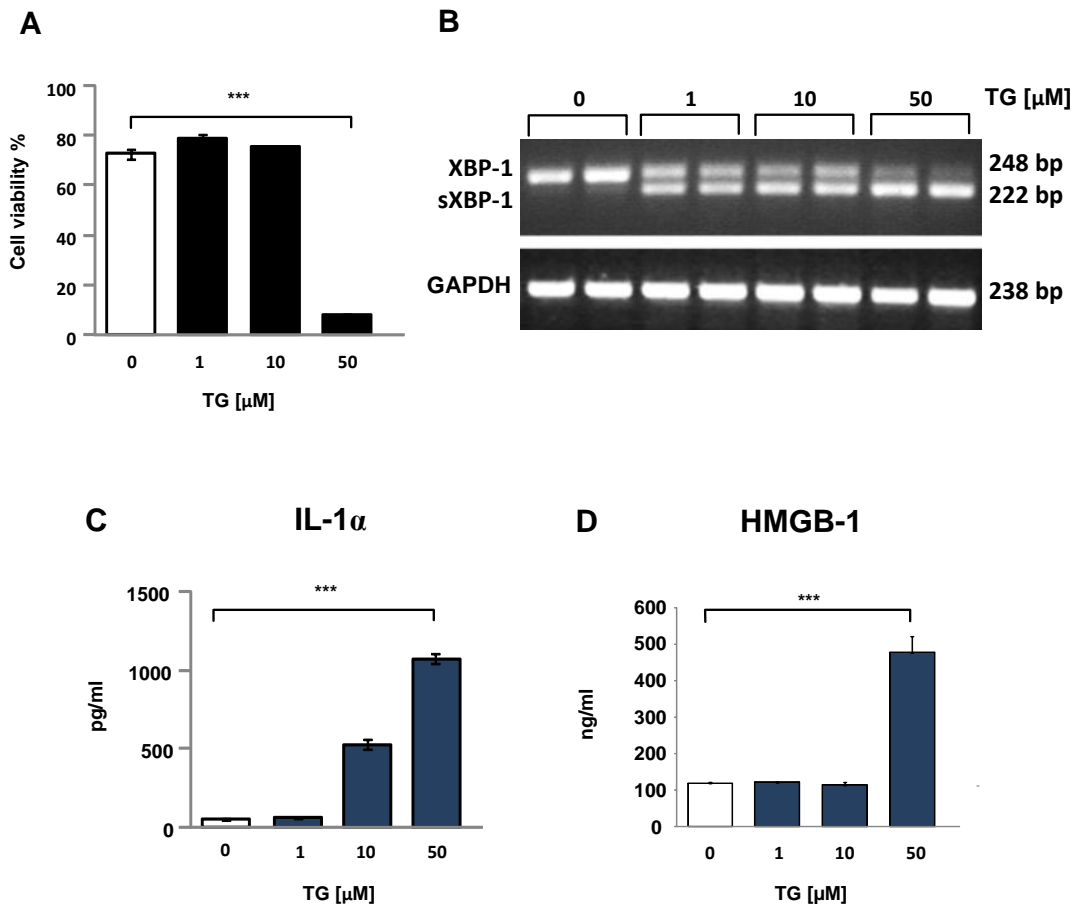 A
Cell viability %
100
80
60
40
20
0
***
0 1 10 50
TG [μM]
B
0 1 10 50 TG [μM]
XBP-1
sXBP-1
248 bp
222 bp
GAPDH
238 bp
C
IL-1α
pg/ml
1500
1000
500
0
***
0 1 10 50
TG [μM]
D
HMGB-1
ng/ml
600
500
400
300
200
100
0
***
0 1 10 50
TG [μM]